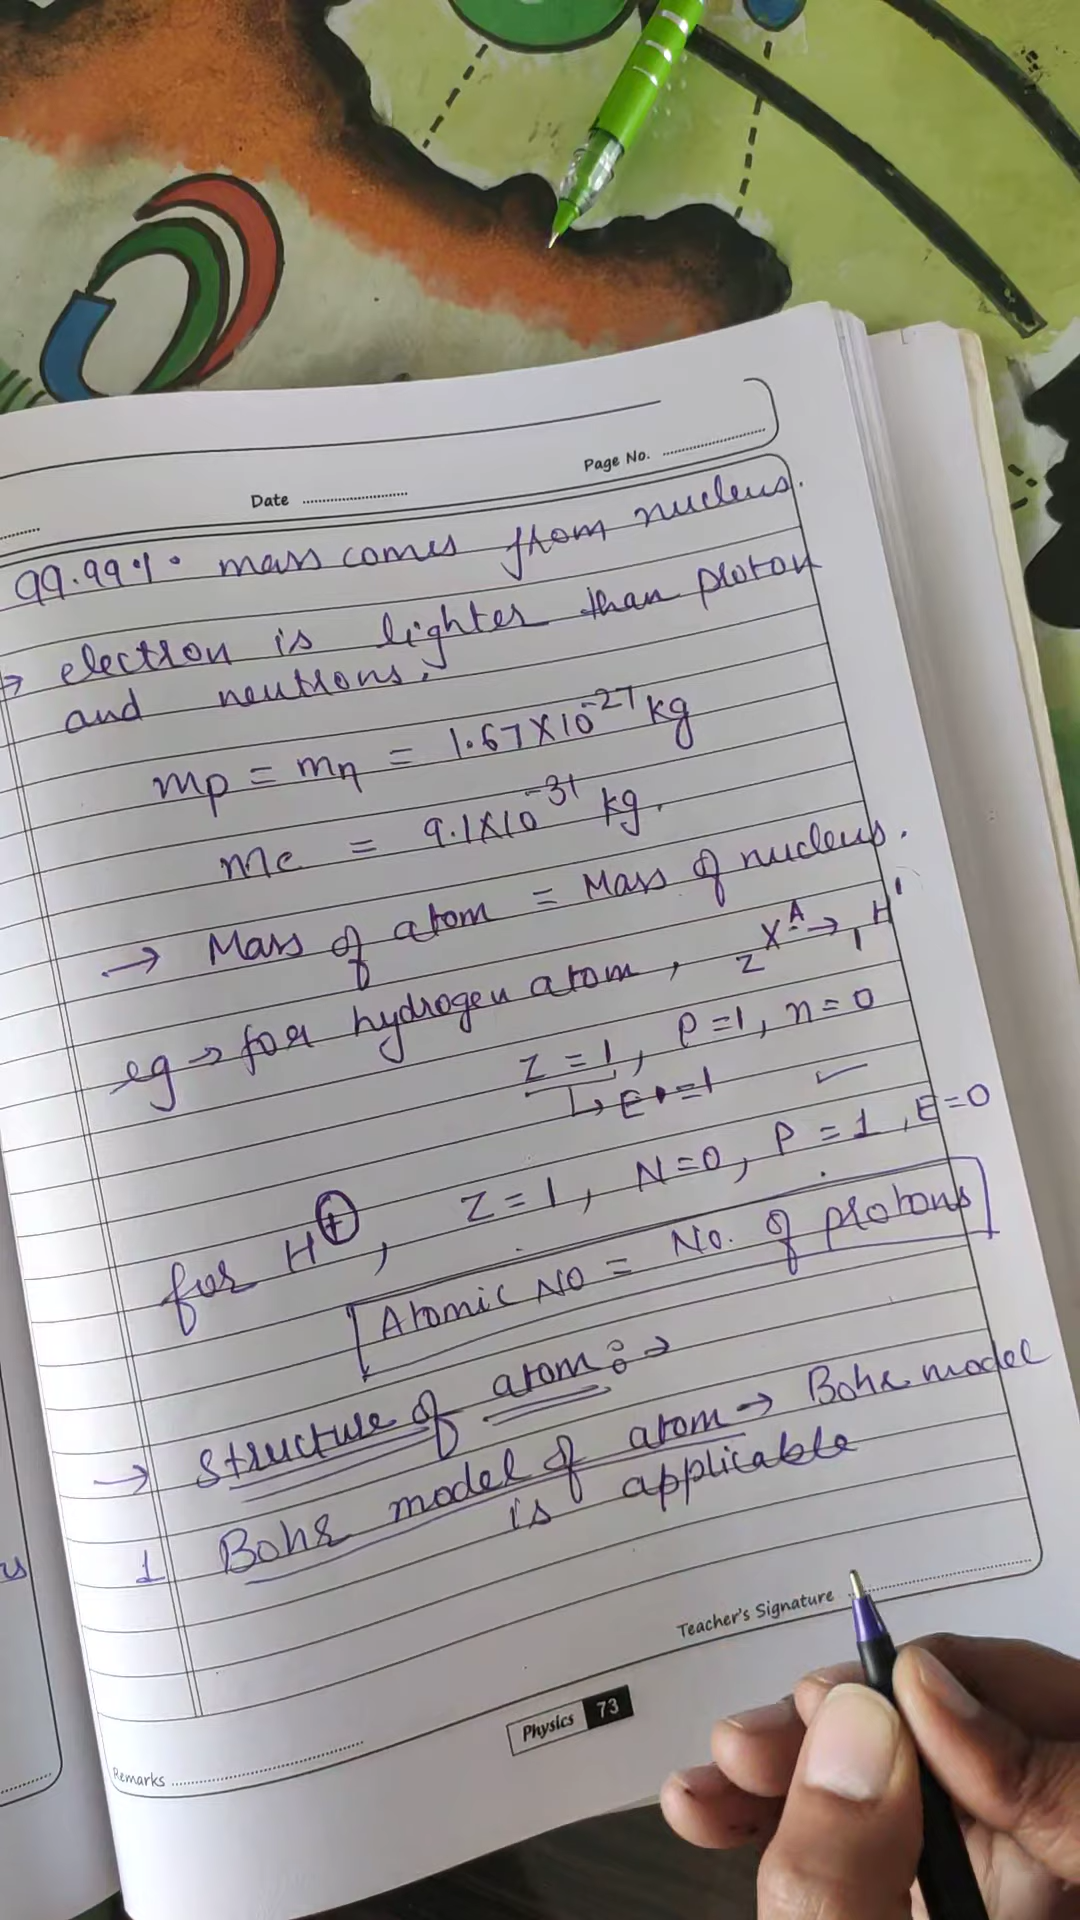 Page No.
Date
99.99% mass comes from nucleus.
→ electron is lighter than proton
and neutrons.
mp = mn = 1.67×10⁻²⁷ kg
me = 9.1×10⁻³¹ kg.
→ Mass of atom = Mass of nucleus.
eg → for hydrogen atom, zXᴬ → ₁H¹
Z = 1, P=1, n=0
↳ E=1 ✓
for H⊕, Z=1, N=0, P=1, E=0
Atomic NO = No. of protons
→ structure of atom :→
1 Bohr model of atom → Bohr model
is applicable
Teacher's Signature
Physics 73
Remarks